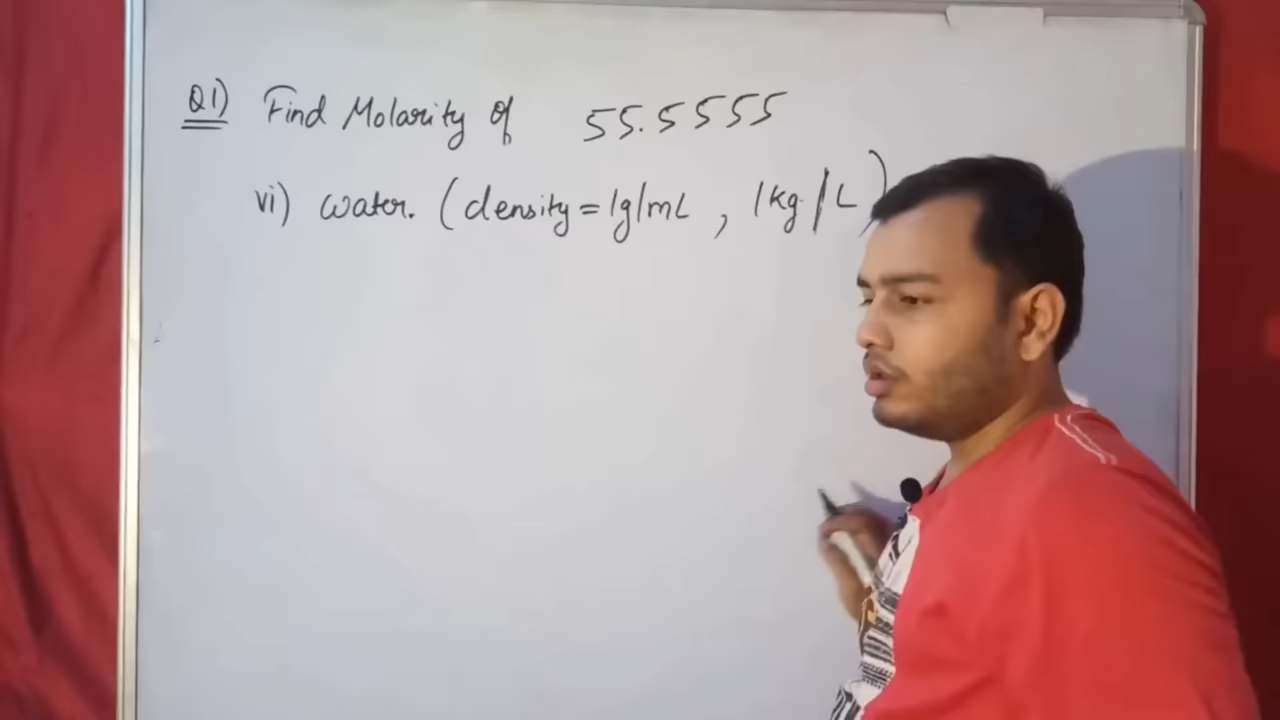 Q1) Find Molarity of 55.5555
vi) water. (density = 1g/mL , 1kg/L)